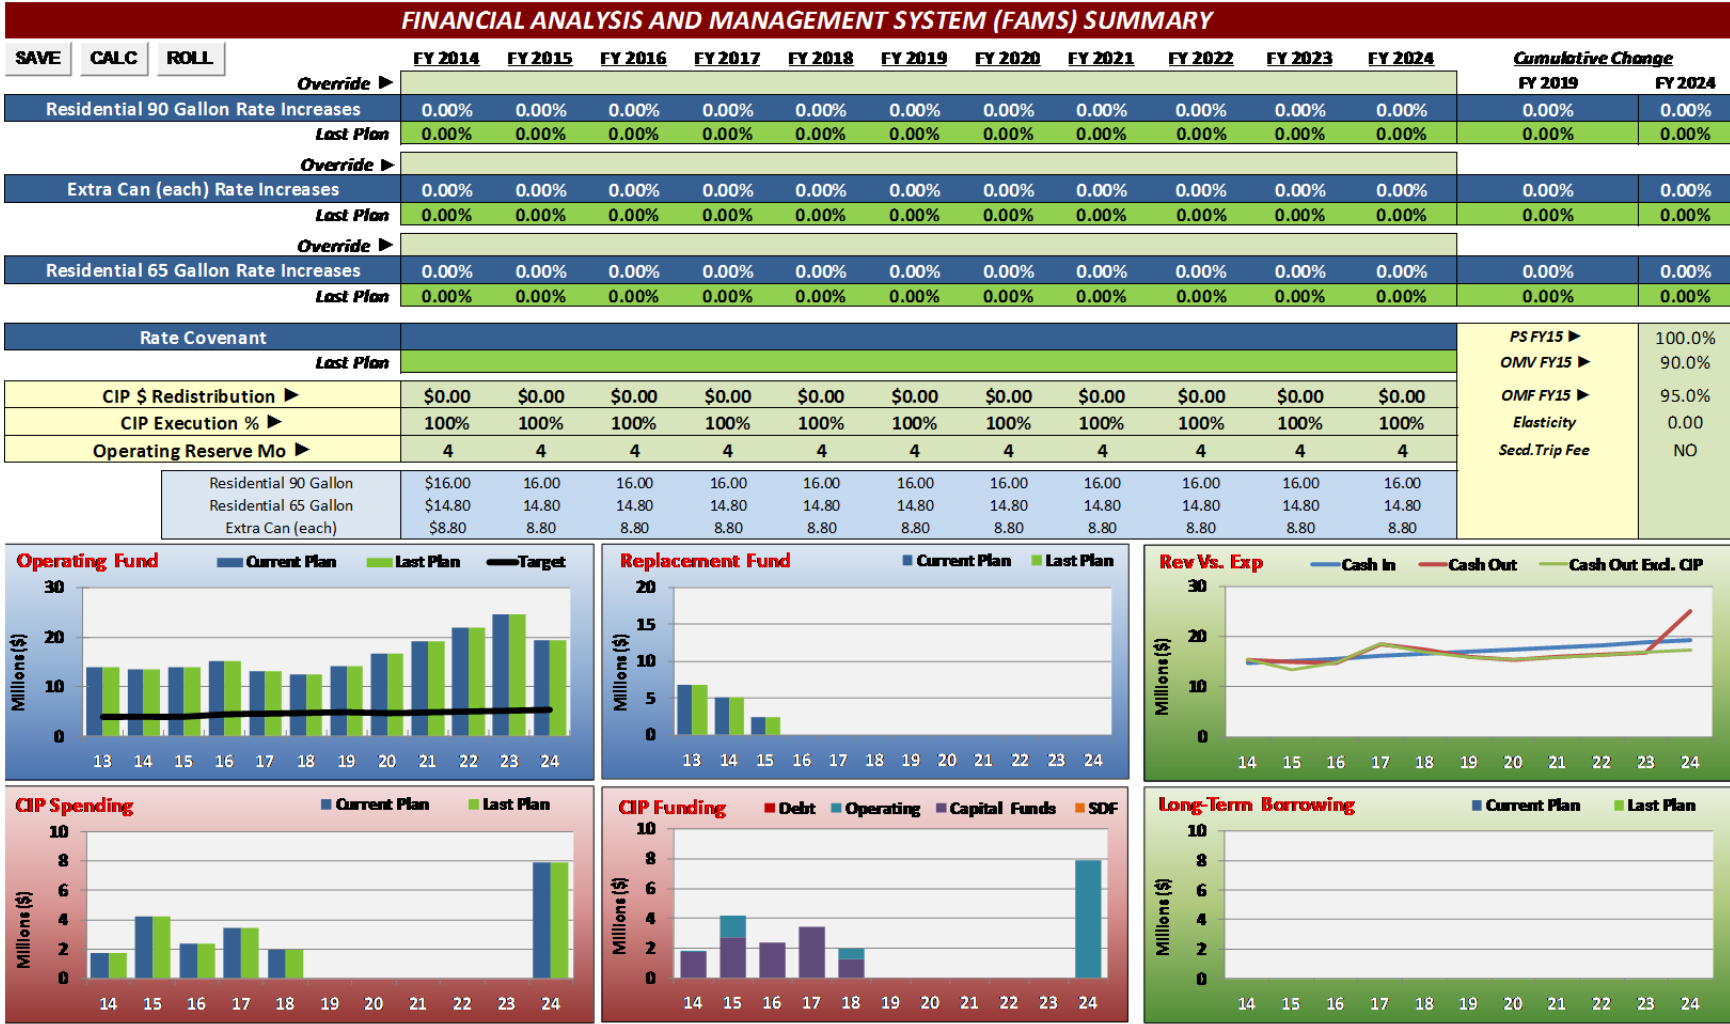 FINANCIAL ANALYSIS AND MANAGEMENT SYSTEM (FAMS) SUMMARY
SAVE CALC ROLL FY 2014 FY 2015 FY 2016 FY 2017 FY 2018 FY 2019 FY 2020 FY 2021 FY 2022 FY 2023 FY 2024 Cumulative Change
Override ► FY 2019 FY 2024
Residential 90 Gallon Rate Increases 0.00% 0.00% 0.00% 0.00% 0.00% 0.00% 0.00% 0.00% 0.00% 0.00% 0.00% 0.00% 0.00%
Last Plan 0.00% 0.00% 0.00% 0.00% 0.00% 0.00% 0.00% 0.00% 0.00% 0.00% 0.00% 0.00% 0.00%
Override ►
Extra Can (each) Rate Increases 0.00% 0.00% 0.00% 0.00% 0.00% 0.00% 0.00% 0.00% 0.00% 0.00% 0.00% 0.00% 0.00%
Last Plan 0.00% 0.00% 0.00% 0.00% 0.00% 0.00% 0.00% 0.00% 0.00% 0.00% 0.00% 0.00% 0.00%
Override ►
Residential 65 Gallon Rate Increases 0.00% 0.00% 0.00% 0.00% 0.00% 0.00% 0.00% 0.00% 0.00% 0.00% 0.00% 0.00% 0.00%
Last Plan 0.00% 0.00% 0.00% 0.00% 0.00% 0.00% 0.00% 0.00% 0.00% 0.00% 0.00% 0.00% 0.00%
Rate Covenant PS FY15 ► 100.0%
Last Plan OMV FY15 ► 90.0%
CIP $ Redistribution ► $0.00 $0.00 $0.00 $0.00 $0.00 $0.00 $0.00 $0.00 $0.00 $0.00 $0.00 OMF FY15 ► 95.0%
CIP Execution % ► 100% 100% 100% 100% 100% 100% 100% 100% 100% 100% 100% Elasticity 0.00
Operating Reserve Mo ► 4 4 4 4 4 4 4 4 4 4 4 Secd.Trip Fee NO
Residential 90 Gallon $16.00 16.00 16.00 16.00 16.00 16.00 16.00 16.00 16.00 16.00 16.00
Residential 65 Gallon $14.80 14.80 14.80 14.80 14.80 14.80 14.80 14.80 14.80 14.80 14.80
Extra Can (each) $8.80 8.80 8.80 8.80 8.80 8.80 8.80 8.80 8.80 8.80 8.80
Operating Fund Current Plan Last Plan Target
Millions ($)
30
20
10
0
13 14 15 16 17 18 19 20 21 22 23 24
Replacement Fund Current Plan Last Plan
Millions ($)
20
15
10
5
0
13 14 15 16 17 18 19 20 21 22 23 24
Rev Vs. Exp Cash In Cash Out Cash Out Excl. CIP
Millions ($)
30
20
10
0
14 15 16 17 18 19 20 21 22 23 24
CIP Spending Current Plan Last Plan
Millions ($)
10
8
6
4
2
0
14 15 16 17 18 19 20 21 22 23 24
CIP Funding Debt Operating Capital Funds SDF
Millions ($)
10
8
6
4
2
0
14 15 16 17 18 19 20 21 22 23 24
Long-Term Borrowing Current Plan Last Plan
Millions ($)
10
8
6
4
2
0
14 15 16 17 18 19 20 21 22 23 24